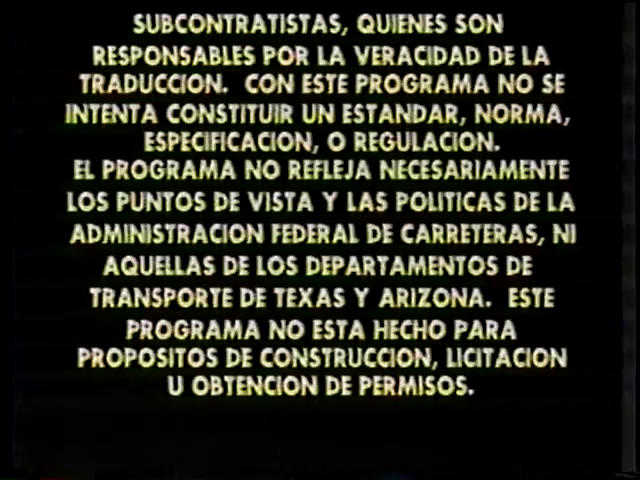 SUBCONTRATISTAS, QUIENES SON
RESPONSABLES POR LA VERACIDAD DE LA
TRADUCCION. CON ESTE PROGRAMA NO SE
INTENTA CONSTITUIR UN ESTANDAR, NORMA,
ESPECIFICACION, O REGULACION.
EL PROGRAMA NO REFLEJA NECESARIAMENTE
LOS PUNTOS DE VISTA Y LAS POLITICAS DE LA
ADMINISTRACION FEDERAL DE CARRETERAS, NI
AQUELLAS DE LOS DEPARTAMENTOS DE
TRANSPORTE DE TEXAS Y ARIZONA. ESTE
PROGRAMA NO ESTA HECHO PARA
PROPOSITOS DE CONSTRUCCION, LICITACION
U OBTENCION DE PERMISOS.